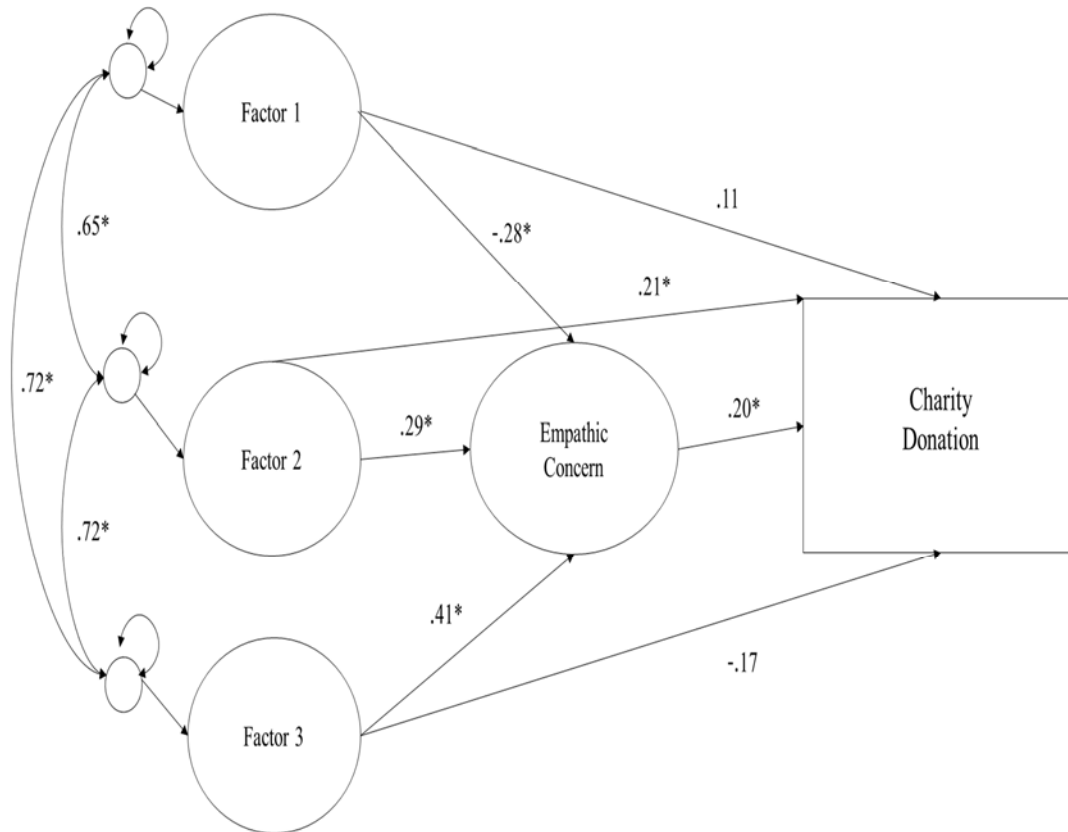 Factor 1
.11
.65*
-.28*
.21*
.72*
Charity
Donation
.20*
.29*
Empathic
Concern
Factor 2
.72*
.41*
-.17
Factor 3